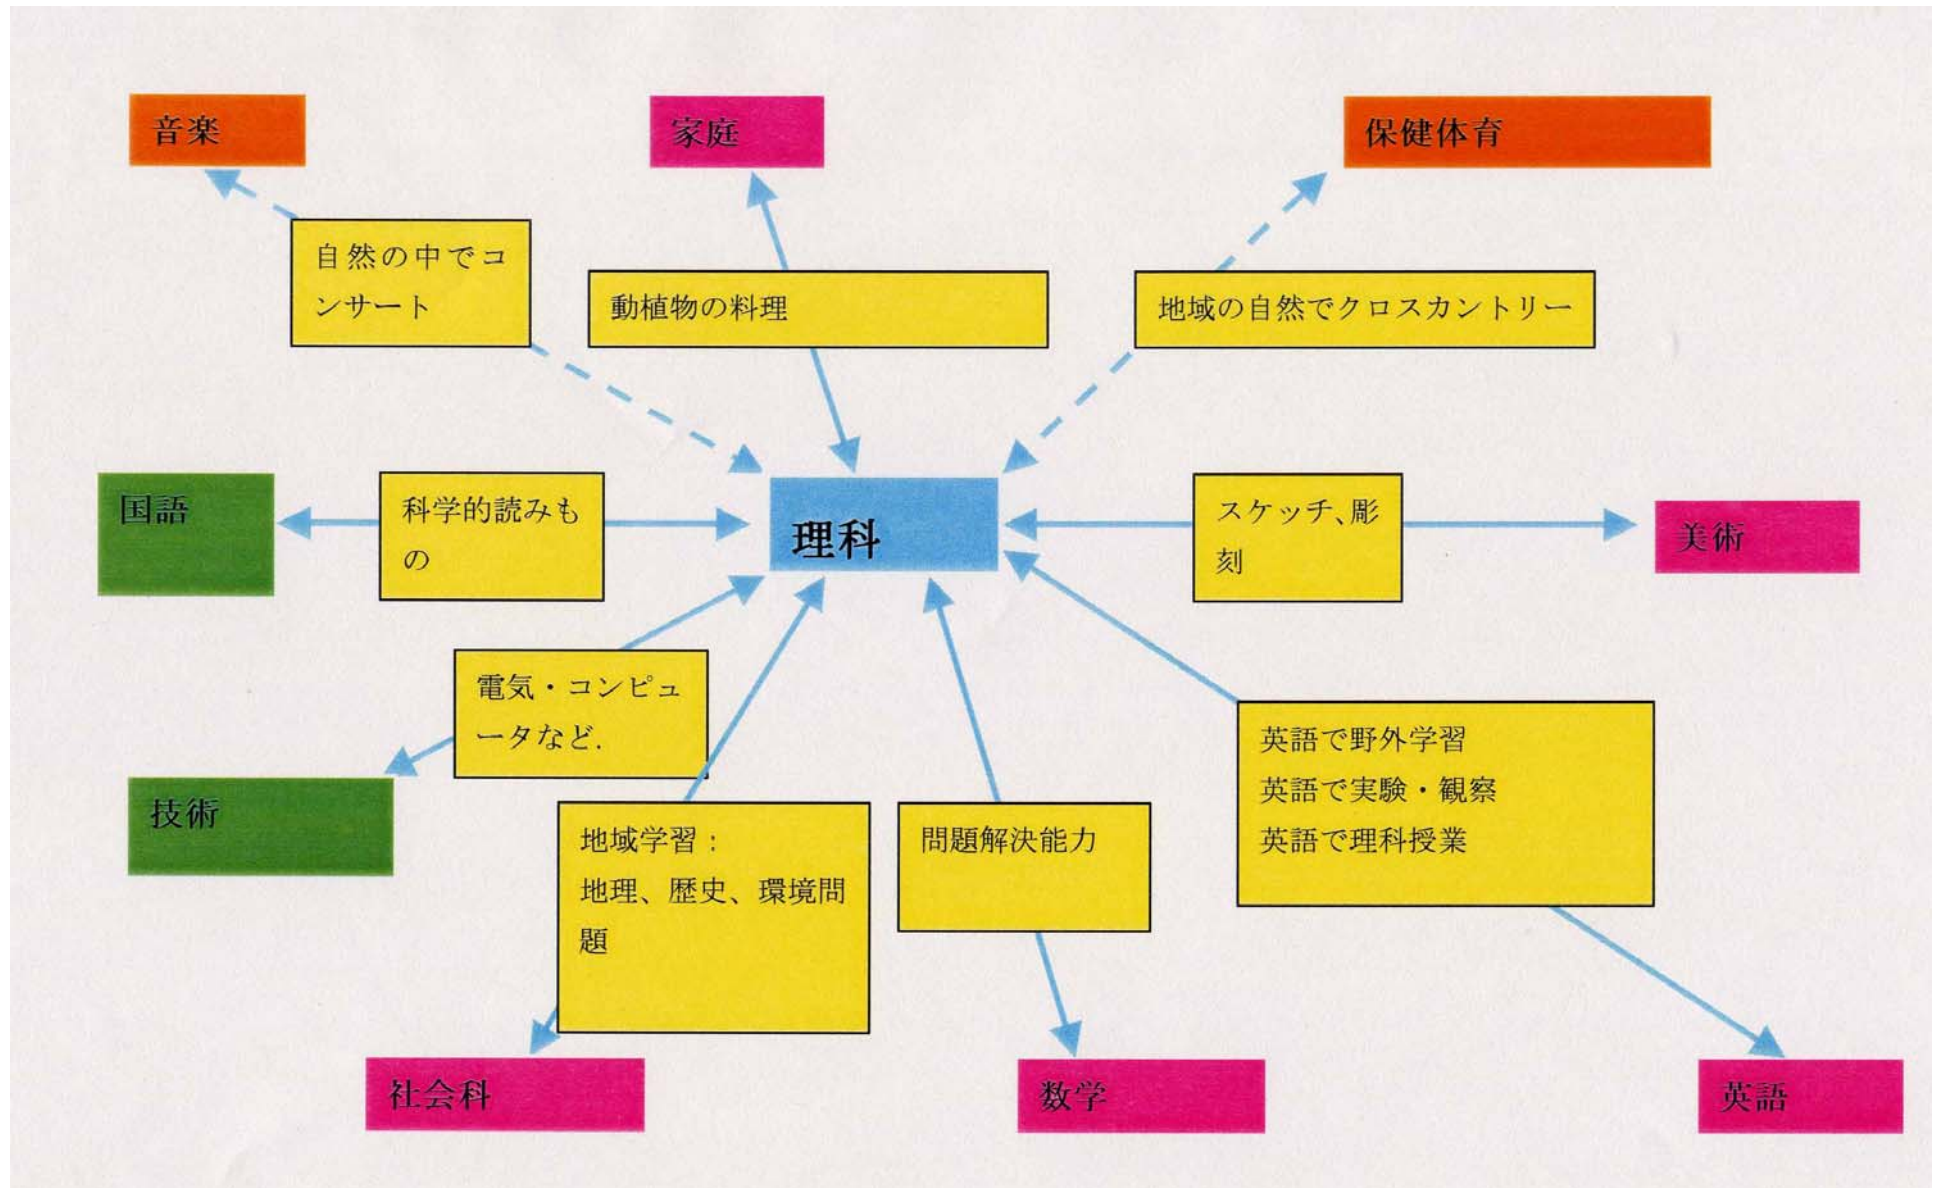 音楽
家庭
保健体育
自然の中でコ
ンサート
動植物の料理
地域の自然でクロスカントリー
国語
科学的読みも
の
理科
スケッチ、彫
刻
美術
電気・コンピュ
ータなど.
技術
英語で野外学習
英語で実験・観察
英語で理科授業
地域学習：
地理、歴史、環境問
題
問題解決能力
社会科
数学
英語